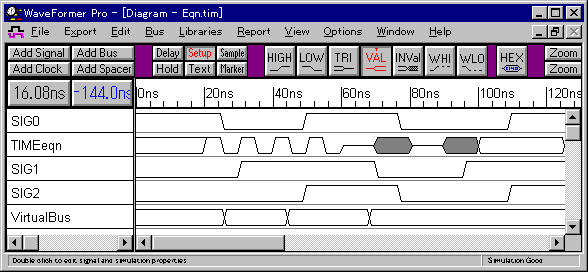 WaveFormer Pro - [Diagram - Eqn.tim]
File Export Edit Bus Libraries Report View Options Window Help
Add Signal Add Bus Delay Setup Sample HIGH LOW TRI VAL INVal WHI WLO HEX Zoom
Add Clock Add Spacer Hold Text Marker Zoom
16.08ns -144.0ns 0ns 20ns 40ns 60ns 80ns 100ns 120ns
SIG0
TIMEeqn
SIG1
SIG2
VirtualBus
Double click to edit signal and simulation properties Simulation Good